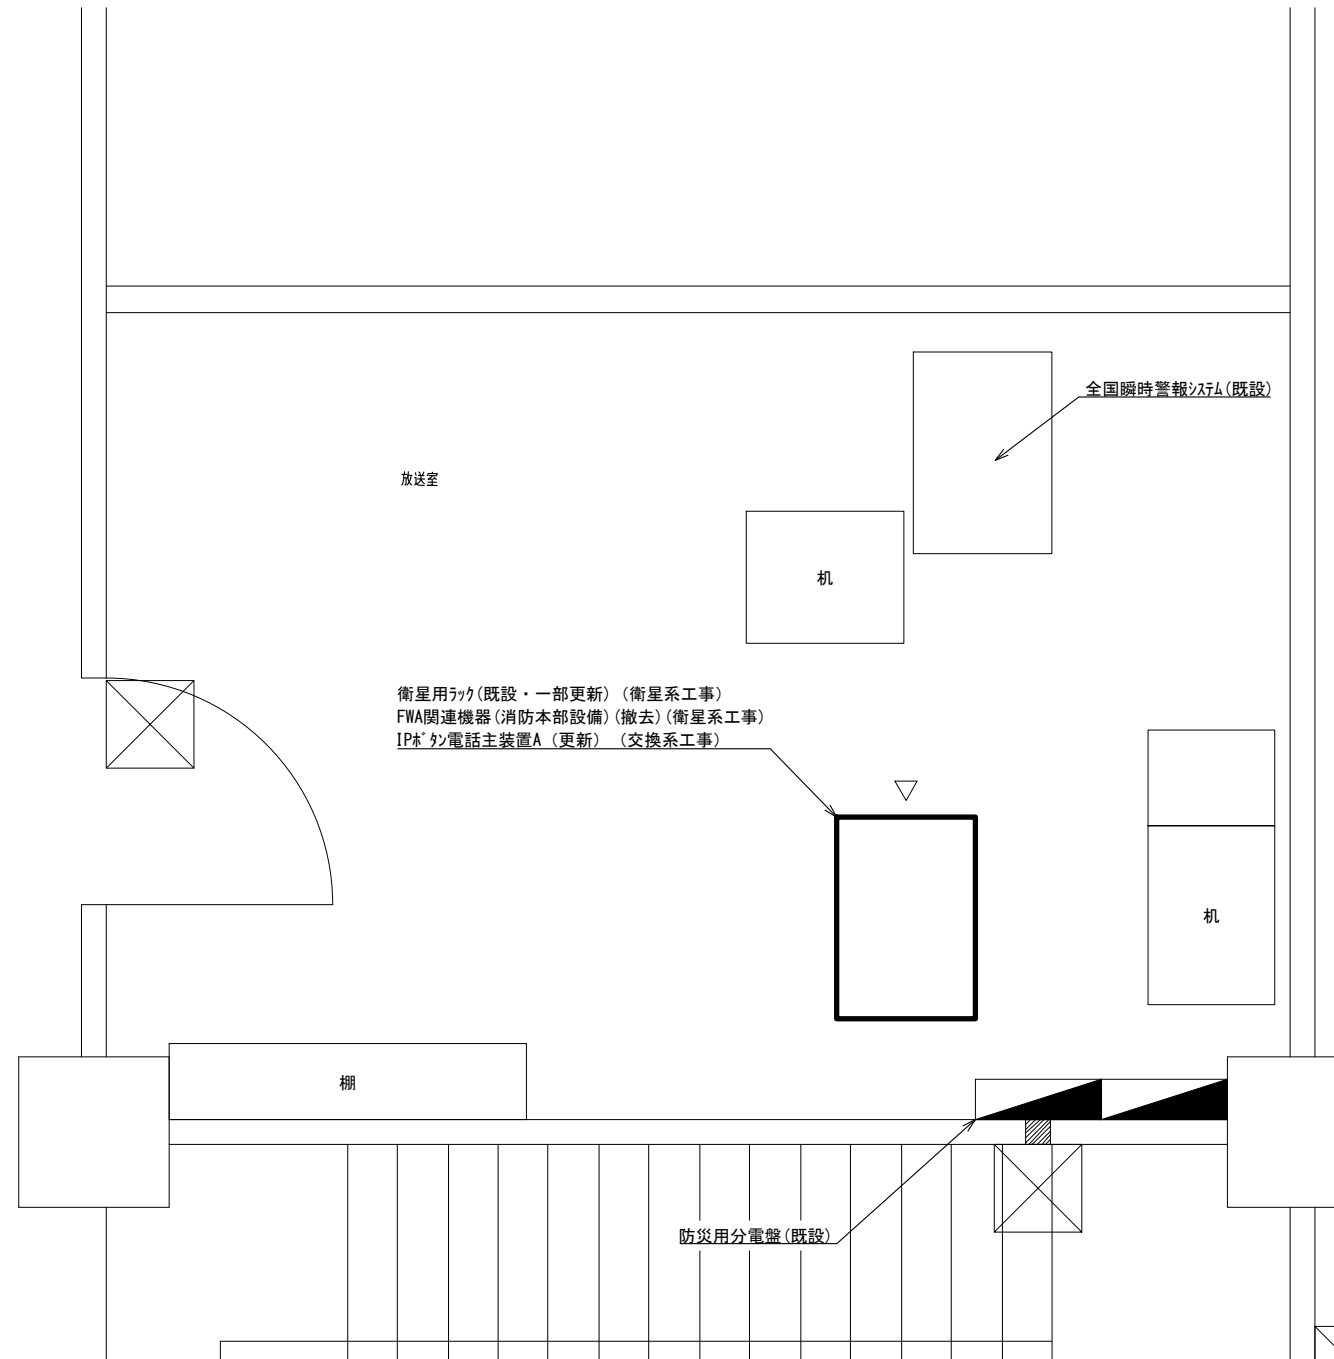 全国瞬時警報ｼｽﾃﾑ(既設)
放送室
机
衛星用ﾗｯｸ(既設・一部更新)（衛星系工事）
FWA関連機器(消防本部設備)(撤去)(衛星系工事)
IPﾎﾞﾀﾝ電話主装置A（更新）（交換系工事）
机
棚
防災用分電盤(既設)